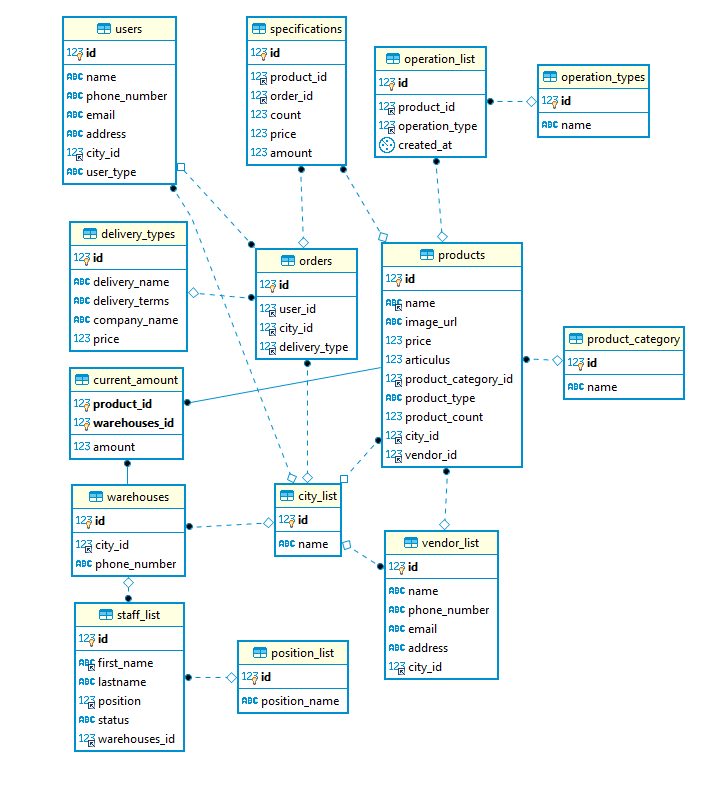 users
123 id
ABC name
ABC phone_number
ABC email
ABC address
123 city_id
ABC user_type
specifications
123 id
123 product_id
123 order_id
123 count
123 price
123 amount
operation_list
123 id
123 product_id
123 operation_type
created_at
operation_types
123 id
ABC name
delivery_types
123 id
ABC delivery_name
ABC delivery_terms
ABC company_name
123 price
orders
123 id
123 user_id
123 city_id
123 delivery_type
products
123 id
ABC name
ABC image_url
123 price
123 articulus
123 product_category_id
ABC product_type
123 product_count
123 city_id
123 vendor_id
product_category
123 id
ABC name
current_amount
123 product_id
123 warehouses_id
123 amount
warehouses
123 id
123 city_id
ABC phone_number
city_list
123 id
ABC name
vendor_list
123 id
ABC name
ABC phone_number
ABC email
ABC address
123 city_id
staff_list
123 id
ABC first_name
ABC lastname
123 position
ABC status
123 warehouses_id
position_list
123 id
ABC position_name